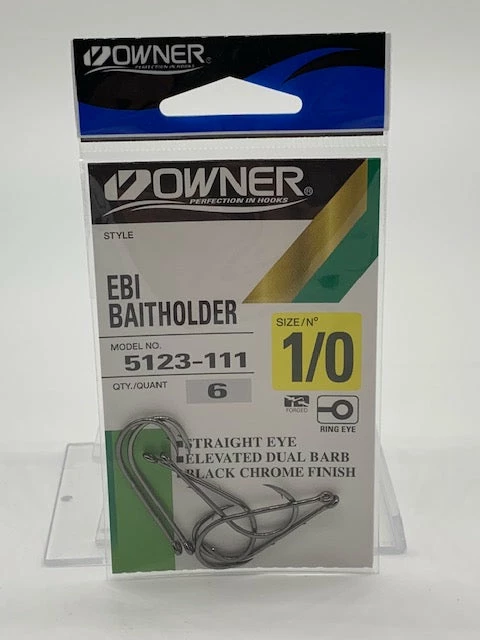 OWNER®
PERFECTION IN HOOKS
OWNER®
PERFECTION IN HOOKS
STYLE
EBI
BAITHOLDER
SIZE/Nº
1/0
MODEL NO.
5123-111
QTY./QUANT
6
FORGED
RING EYE
STRAIGHT EYE
ELEVATED DUAL BARB
BLACK CHROME FINISH